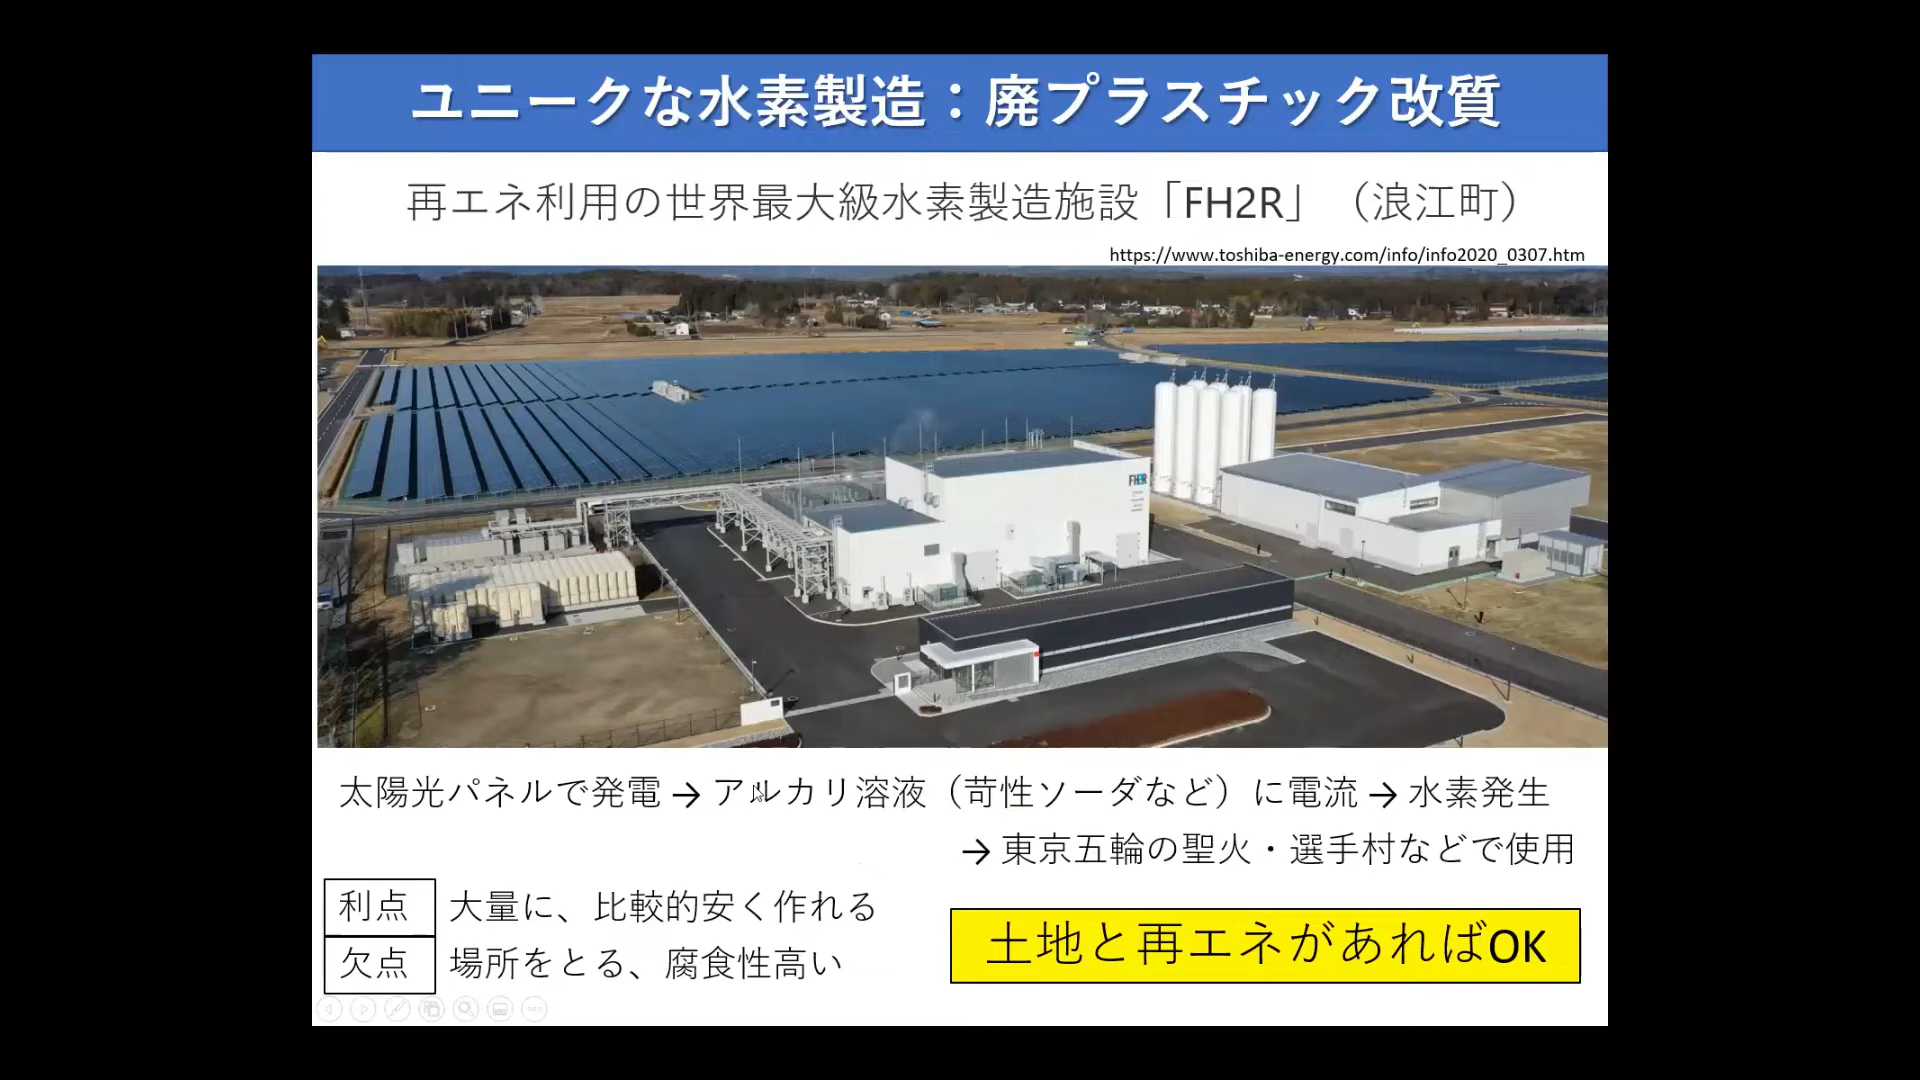 ユニークな水素製造：廃プラスチック改質
再エネ利用の世界最大級水素製造施設「FH2R」（浪江町）
https://www.toshiba-energy.com/info/info2020_0307.htm
FH2R
太陽光パネルで発電 → アルカリ溶液（苛性ソーダなど）に電流 → 水素発生
→ 東京五輪の聖火・選手村などで使用
利点 大量に、比較的安く作れる
欠点 場所をとる、腐食性高い
土地と再エネがあればOK